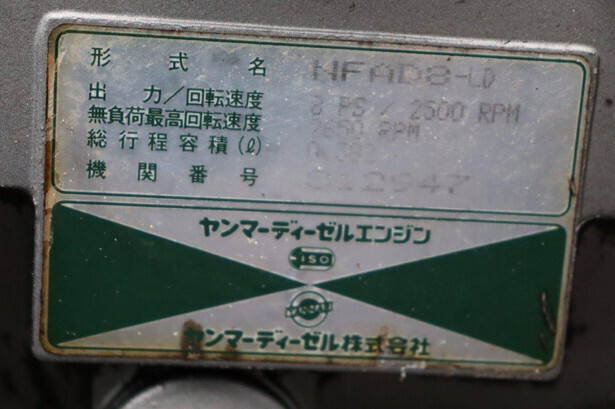 形式名 HFAD8-LD
出力/回転速度 8 PS / 2500 RPM
無負荷最高回転速度 2650 RPM
総行程容積(ℓ)
機関番号
ヤンマーディーゼルエンジン
ISO
ヤンマーディーゼル株式会社